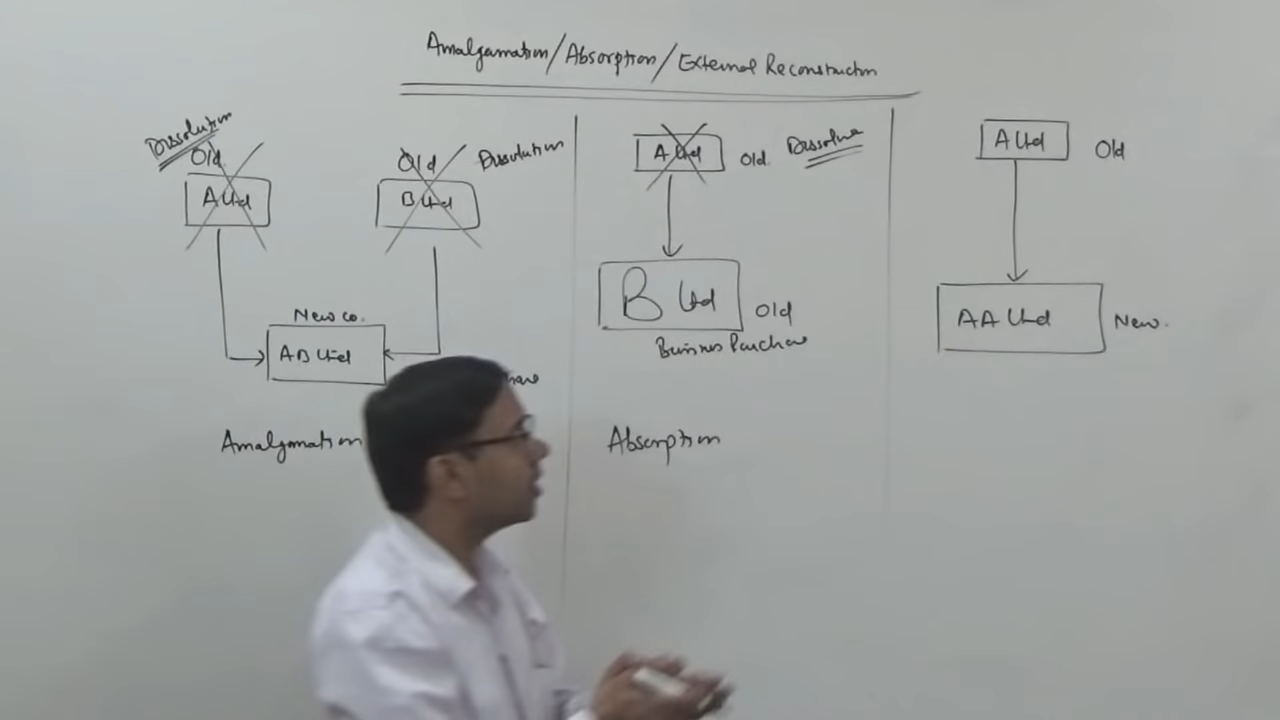 Amalgamation/Absorption/External Reconstruction
Dissolution
Old
A Ltd
Old
Dissolution
B Ltd
New co.
AB Ltd
Amalgamation
A Ltd
Old
Dissolve
B Ltd
Old
Business Purchase
Absorption
A Ltd
Old
AA Ltd
New.